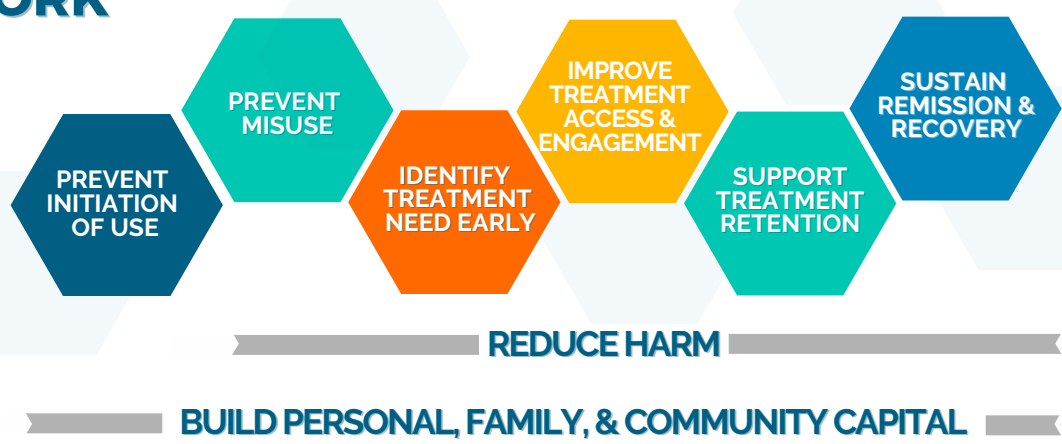 PREVENT
INITIATION
OF USE
PREVENT
MISUSE
IDENTIFY
TREATMENT
NEED EARLY
IMPROVE
TREATMENT
ACCESS &
ENGAGEMENT
SUPPORT
TREATMENT
RETENTION
SUSTAIN
REMISSION &
RECOVERY
REDUCE HARM
BUILD PERSONAL, FAMILY, & COMMUNITY CAPITAL